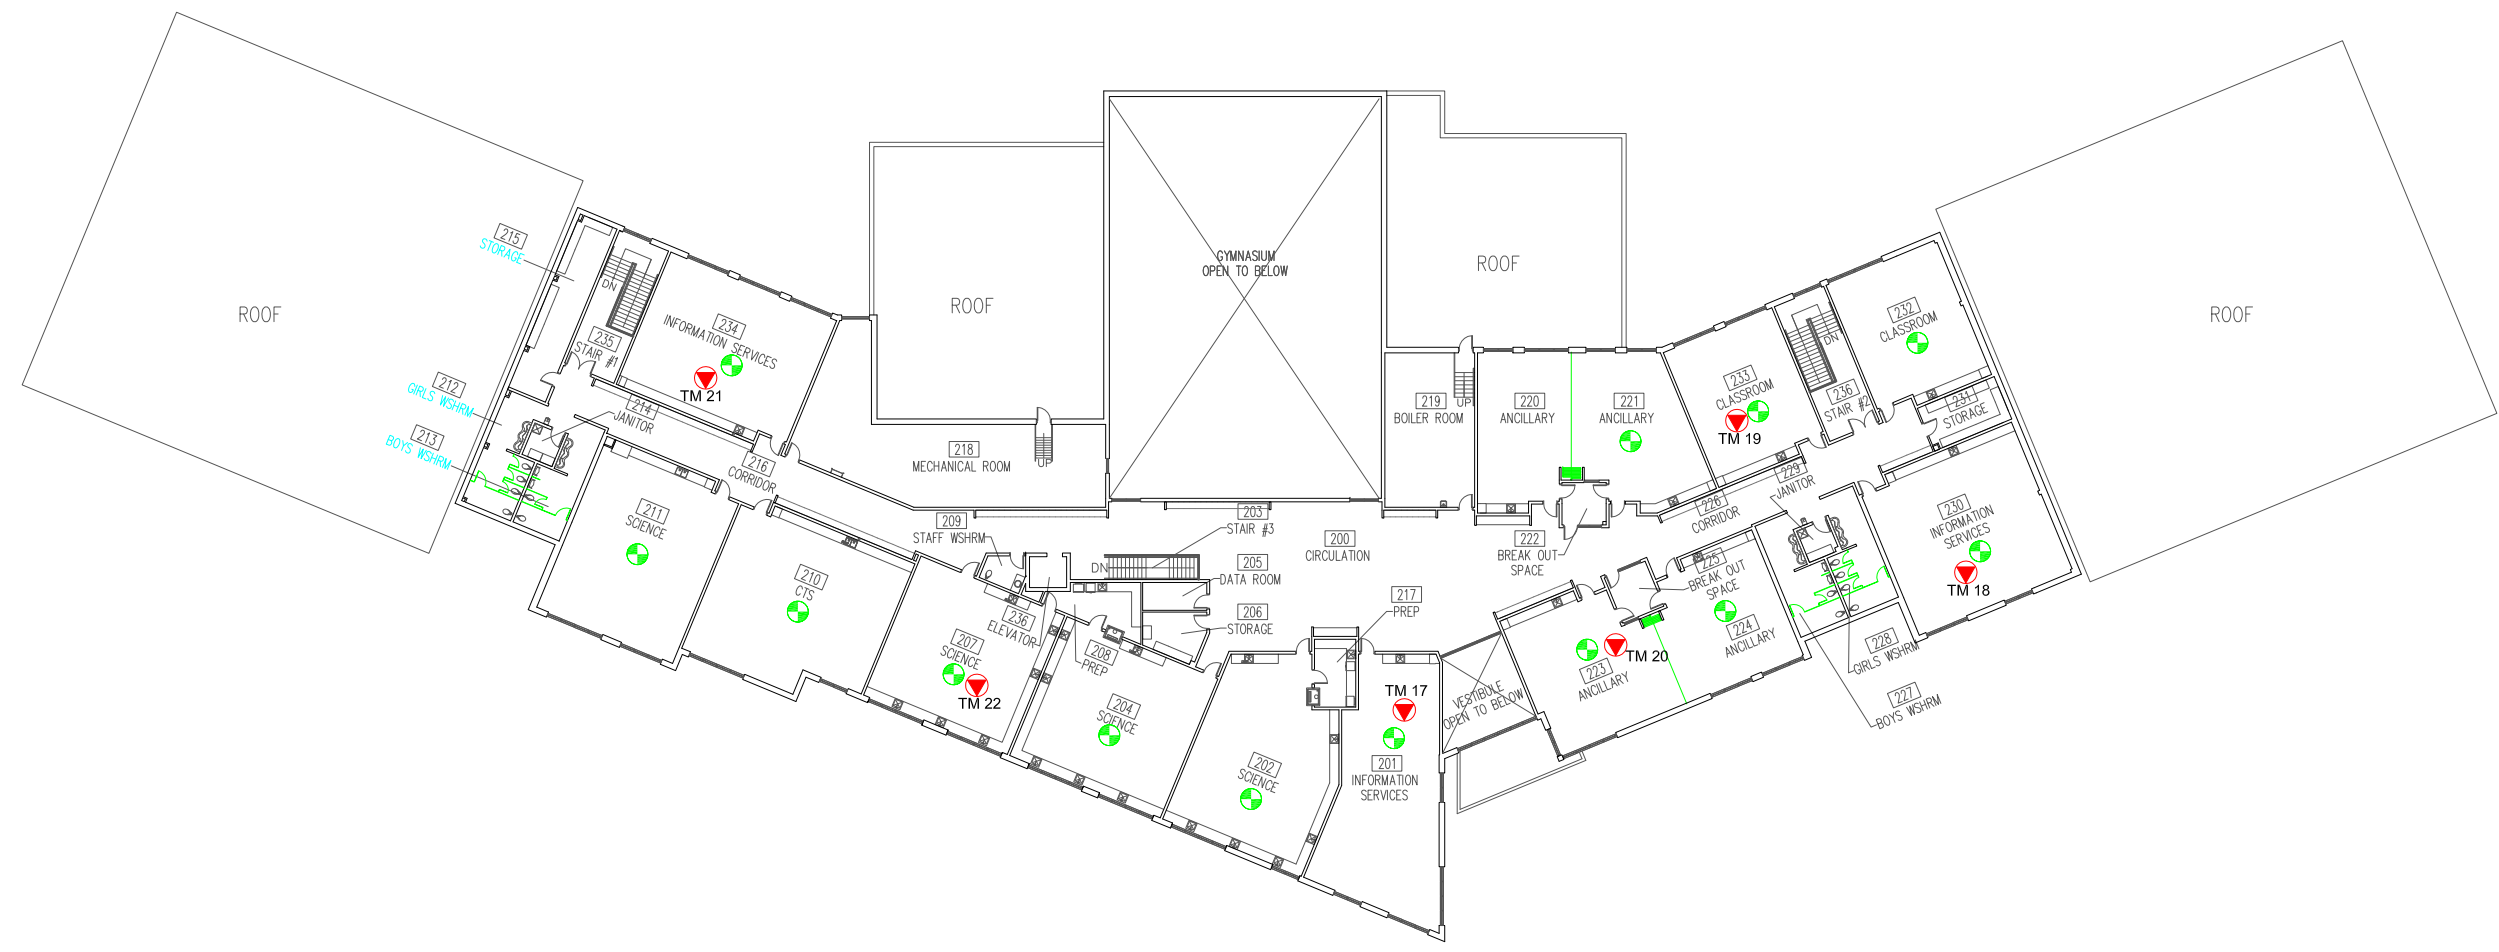 ROOF
215
STORAGE
212
GIRLS WSHRM
213
BOYS WSHRM
DN
235
STAIR #1
234
INFORMATION SERVICES
TM 21
214
JANITOR
216
CORRIDOR
211
SCIENCE
210
CTS
ROOF
218
MECHANICAL ROOM
UP
GYMNASIUM
OPEN TO BELOW
209
STAFF WSHRM
236
ELEVATOR
207
SCIENCE
TM 22
208
PREP
204
SCIENCE
DN
203
STAIR #3
205
DATA ROOM
206
STORAGE
200
CIRCULATION
217
PREP
202
SCIENCE
TM 17
201
INFORMATION
SERVICES
VESTIBULE
OPEN TO BELOW
ROOF
219
BOILER ROOM
UP
220
ANCILLARY
221
ANCILLARY
222
BREAK OUT
SPACE
233
CLASSROOM
TM 19
DN
236
STAIR #2
232
CLASSROOM
231
STORAGE
226
CORRIDOR
229
JANITOR
225
BREAK OUT
SPACE
230
INFORMATION
SERVICES
TM 18
223
ANCILLARY
TM 20
224
ANCILLARY
228
GIRLS WSHRM
227
BOYS WSHRM
ROOF